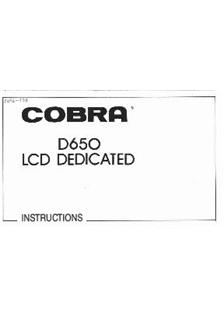 COBRA
D650
LCD DEDICATED
INSTRUCTIONS